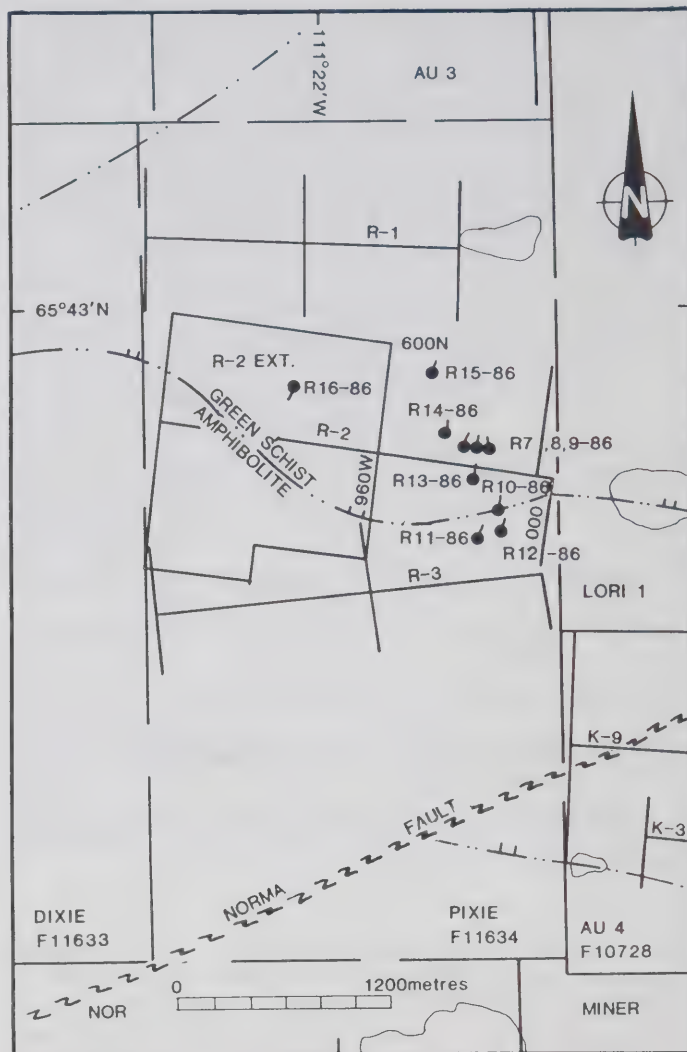 111°22'W
AU 3
N
R-1
65°43'N
600N
R-2 EXT.
R15-86
R16-86
R14-86
GREEN SCHIST
AMPHIBOLITE
R-2
R7 ,8,9-86
960W
R13-86
R10-86
000
R11-86
R12 -86
R-3
LORI 1
K-9
FAULT
K-3
NORMA
DIXIE
F11633
PIXIE
F11634
AU 4
F10728
0 1200metres
NOR
MINER